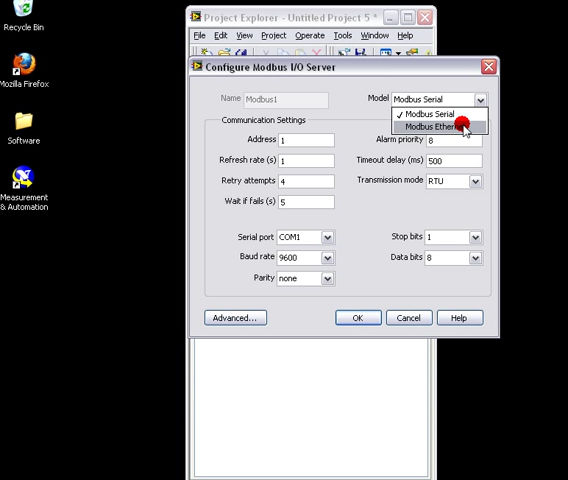 Recycle Bin
Mozilla Firefox
Software
Measurement
& Automation
Project Explorer - Untitled Project 5 *
File Edit View Project Operate Tools Window Help
Configure Modbus I/O Server
Name Modbus1 Model Modbus Serial
✓ Modbus Serial
Modbus
Communication Settings
Address 1 Alarm priority 8
Refresh rate (s) 1 Timeout delay (ms) 500
Retry attempts 4 Transmission mode RTU
Wait if fails (s) 5
Serial port COM1 Stop bits 1
Baud rate 9600 Data bits 8
Parity none
Advanced... OK Cancel Help